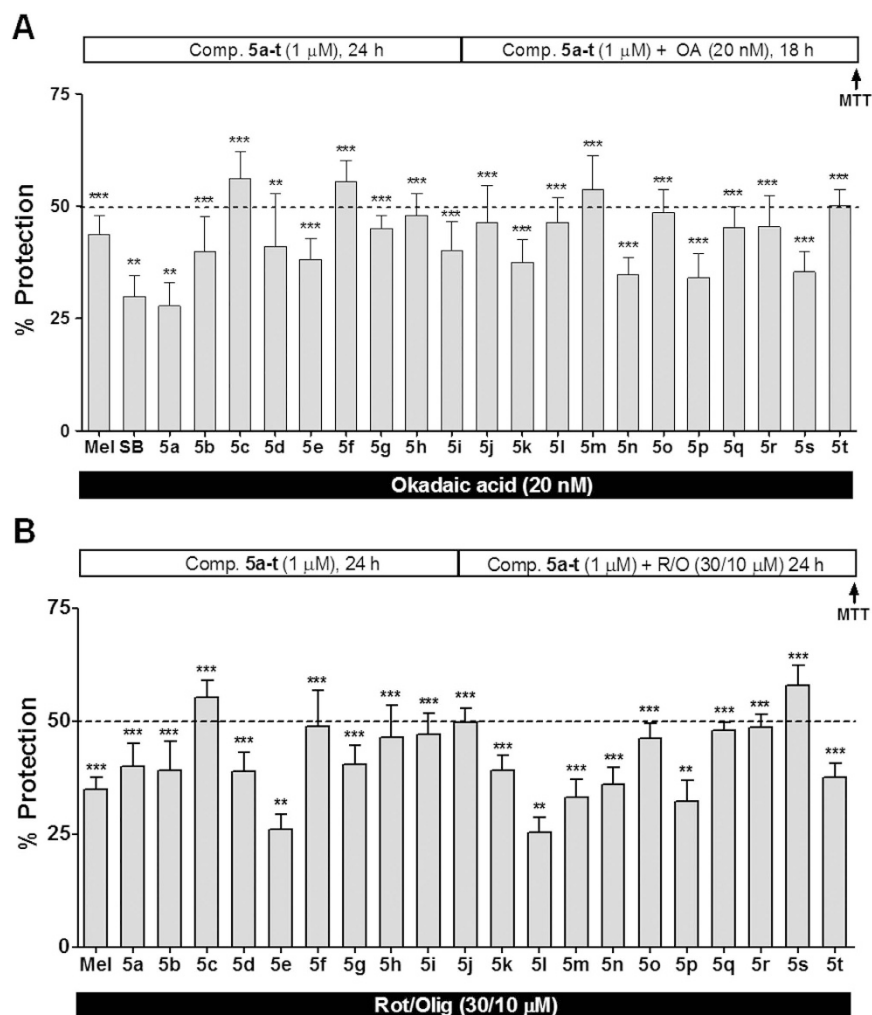 A
Comp. 5a-t (1 μM), 24 h Comp. 5a-t (1 μM) + OA (20 nM), 18 h
MTT
% Protection
75
50
25
0
*** ** ** *** *** ** *** *** *** *** *** *** *** *** *** *** *** *** *** *** *** ***
Mel SB 5a 5b 5c 5d 5e 5f 5g 5h 5i 5j 5k 5l 5m 5n 5o 5p 5q 5r 5s 5t
Okadaic acid (20 nM)
B
Comp. 5a-t (1 μM), 24 h Comp. 5a-t (1 μM) + R/O (30/10 μM) 24 h
MTT
% Protection
75
50
25
0
*** *** *** *** *** ** *** *** *** *** *** *** ** *** *** *** ** *** *** *** ***
Mel 5a 5b 5c 5d 5e 5f 5g 5h 5i 5j 5k 5l 5m 5n 5o 5p 5q 5r 5s 5t
Rot/Olig (30/10 μM)